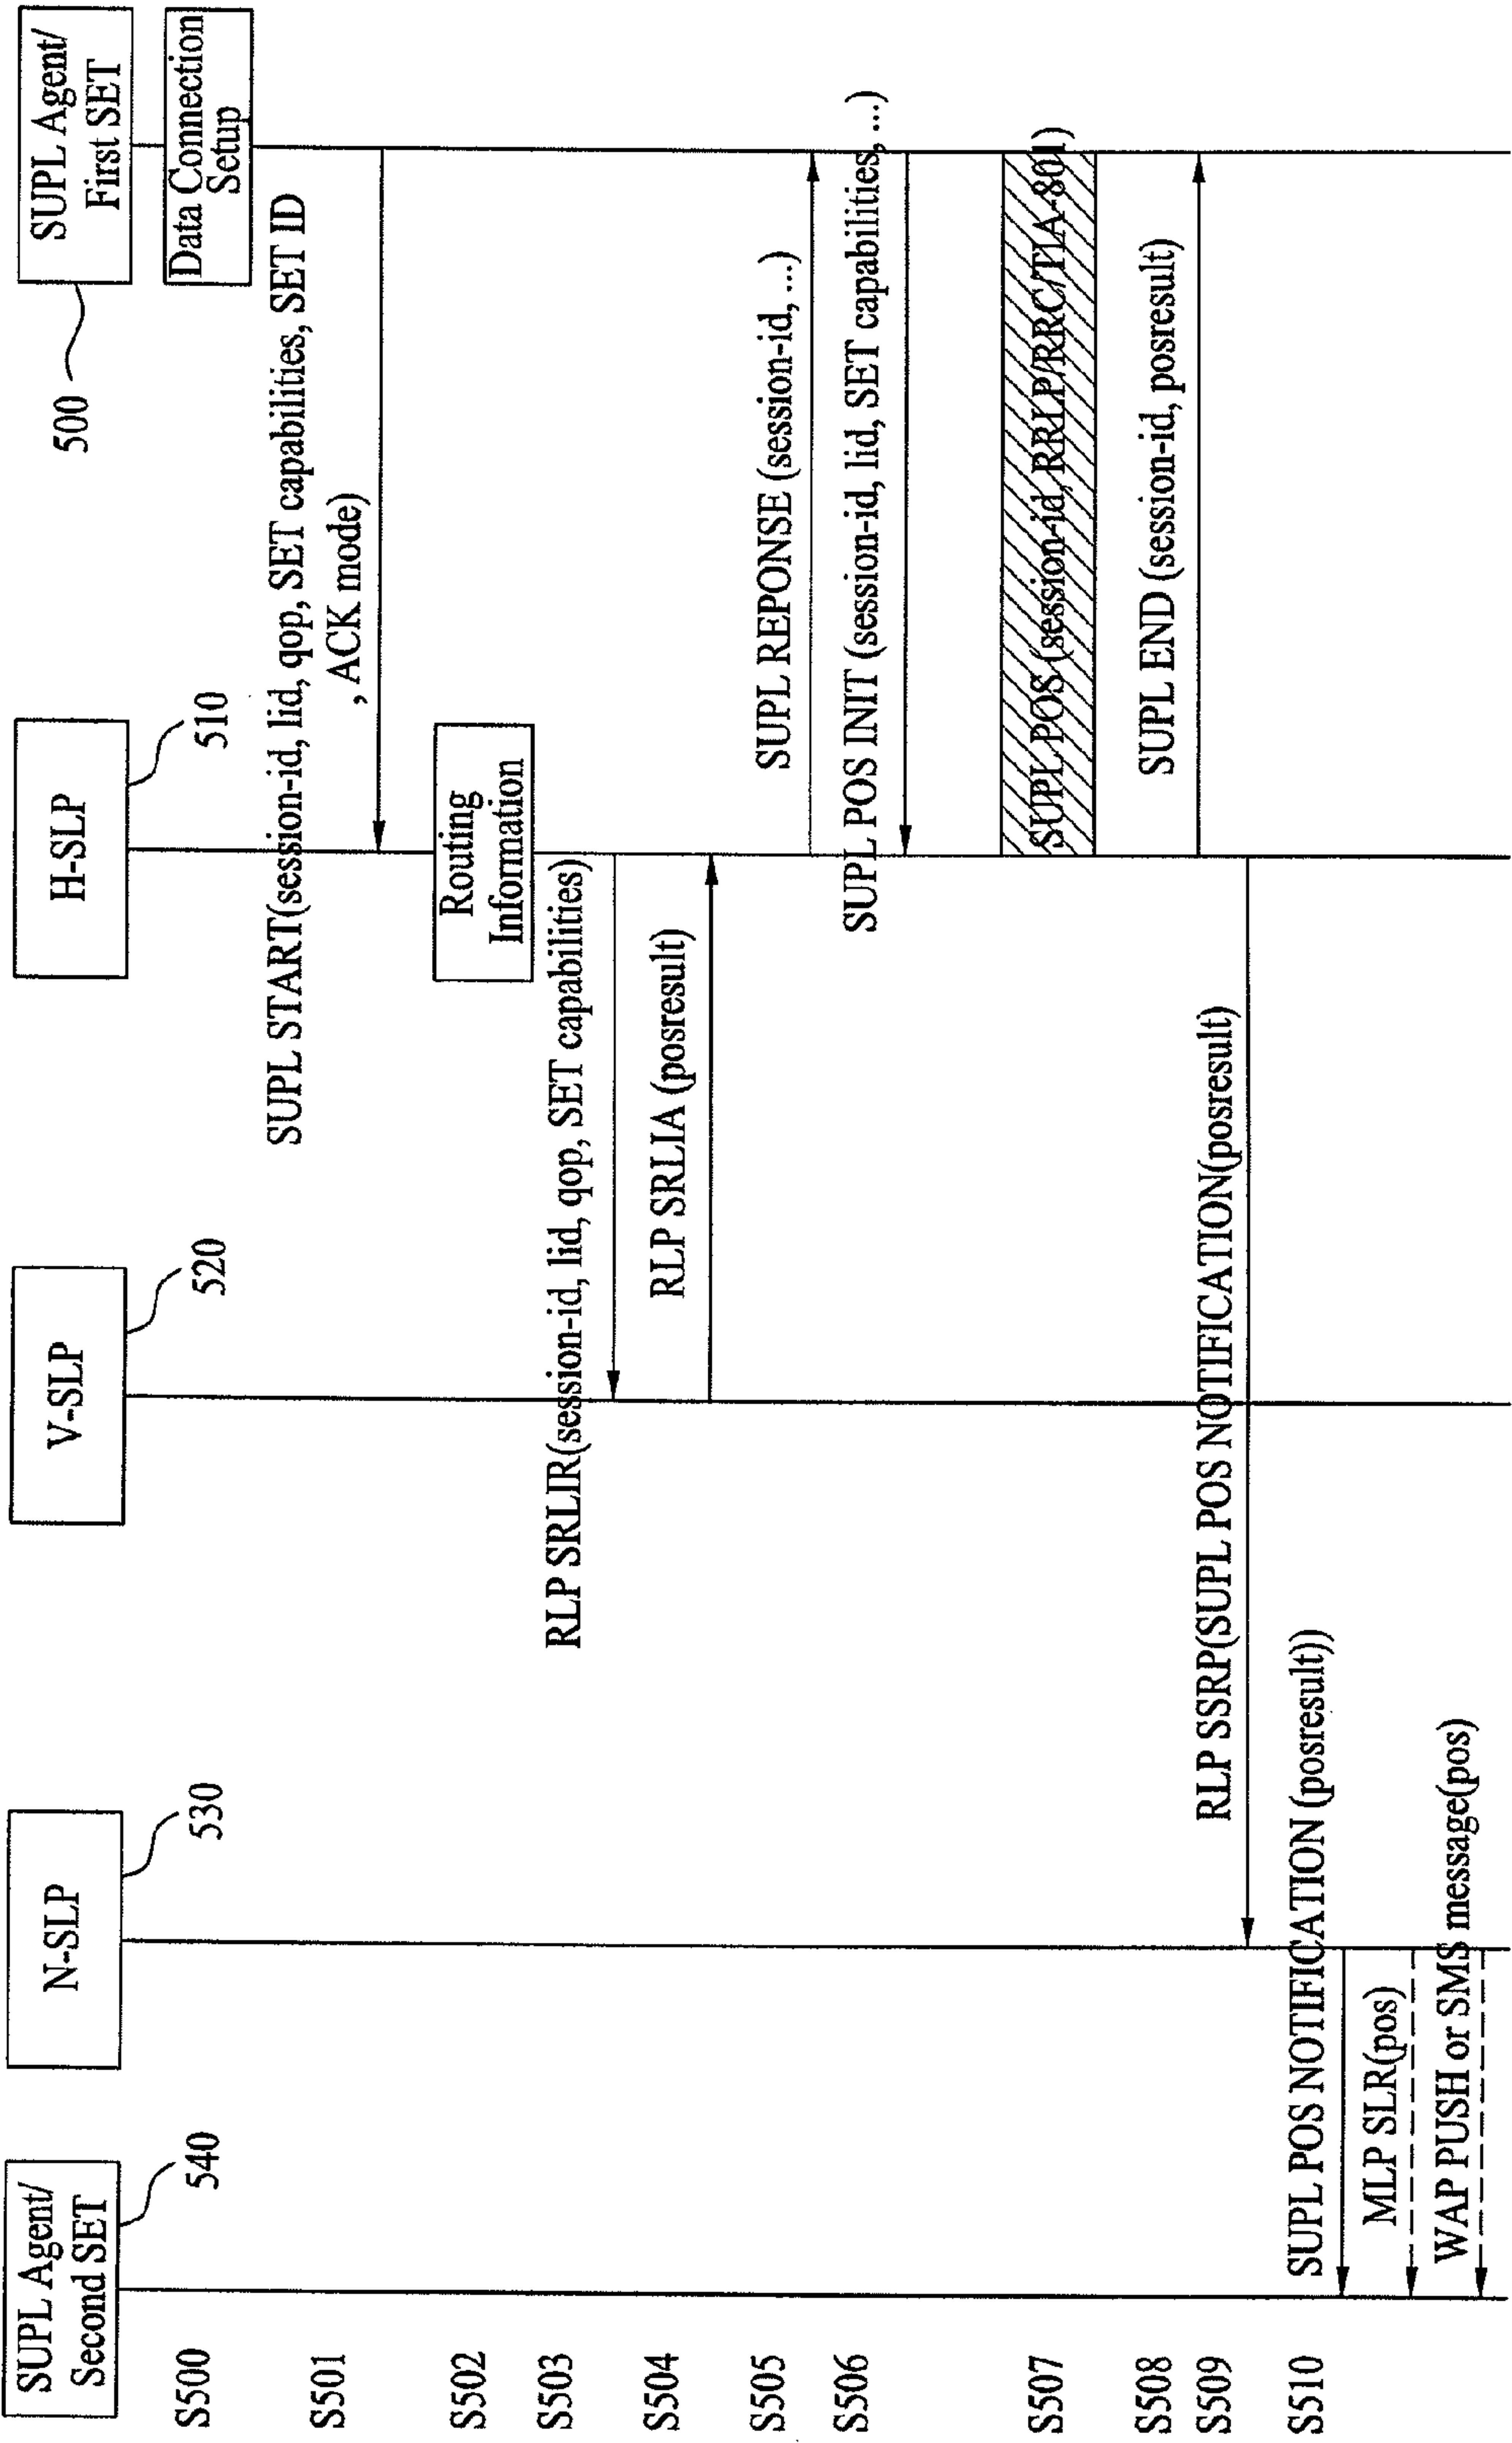 SUPL Agent/
Second SET
540
N-SLP
530
V-SLP
520
H-SLP
510
SUPL Agent/
First SET
500
S500
Data Connection
Setup
S501
SUPL START(session-id, lid, qop, SET capabilities, SET ID
, ACK mode)
S502
Routing
Information
S503
RLP SRLIR(session-id, lid, qop, SET capabilities)
S504
RLP SRLIA (posresult)
S505
SUPL REPONSE (session-id, ...)
S506
SUPL POS INIT (session-id, lid, SET capabilities, ...)
S507
SUPL POS (session-id, RRLP/RRC/TIA-801)
S508
SUPL END (session-id, posresult)
S509
RLP SSRP(SUPL POS NOTIFICATION(posresult)
S510
SUPL POS NOTIFICATION (posresult))
MLP SLR(pos)
WAP PUSH or SMS message(pos)